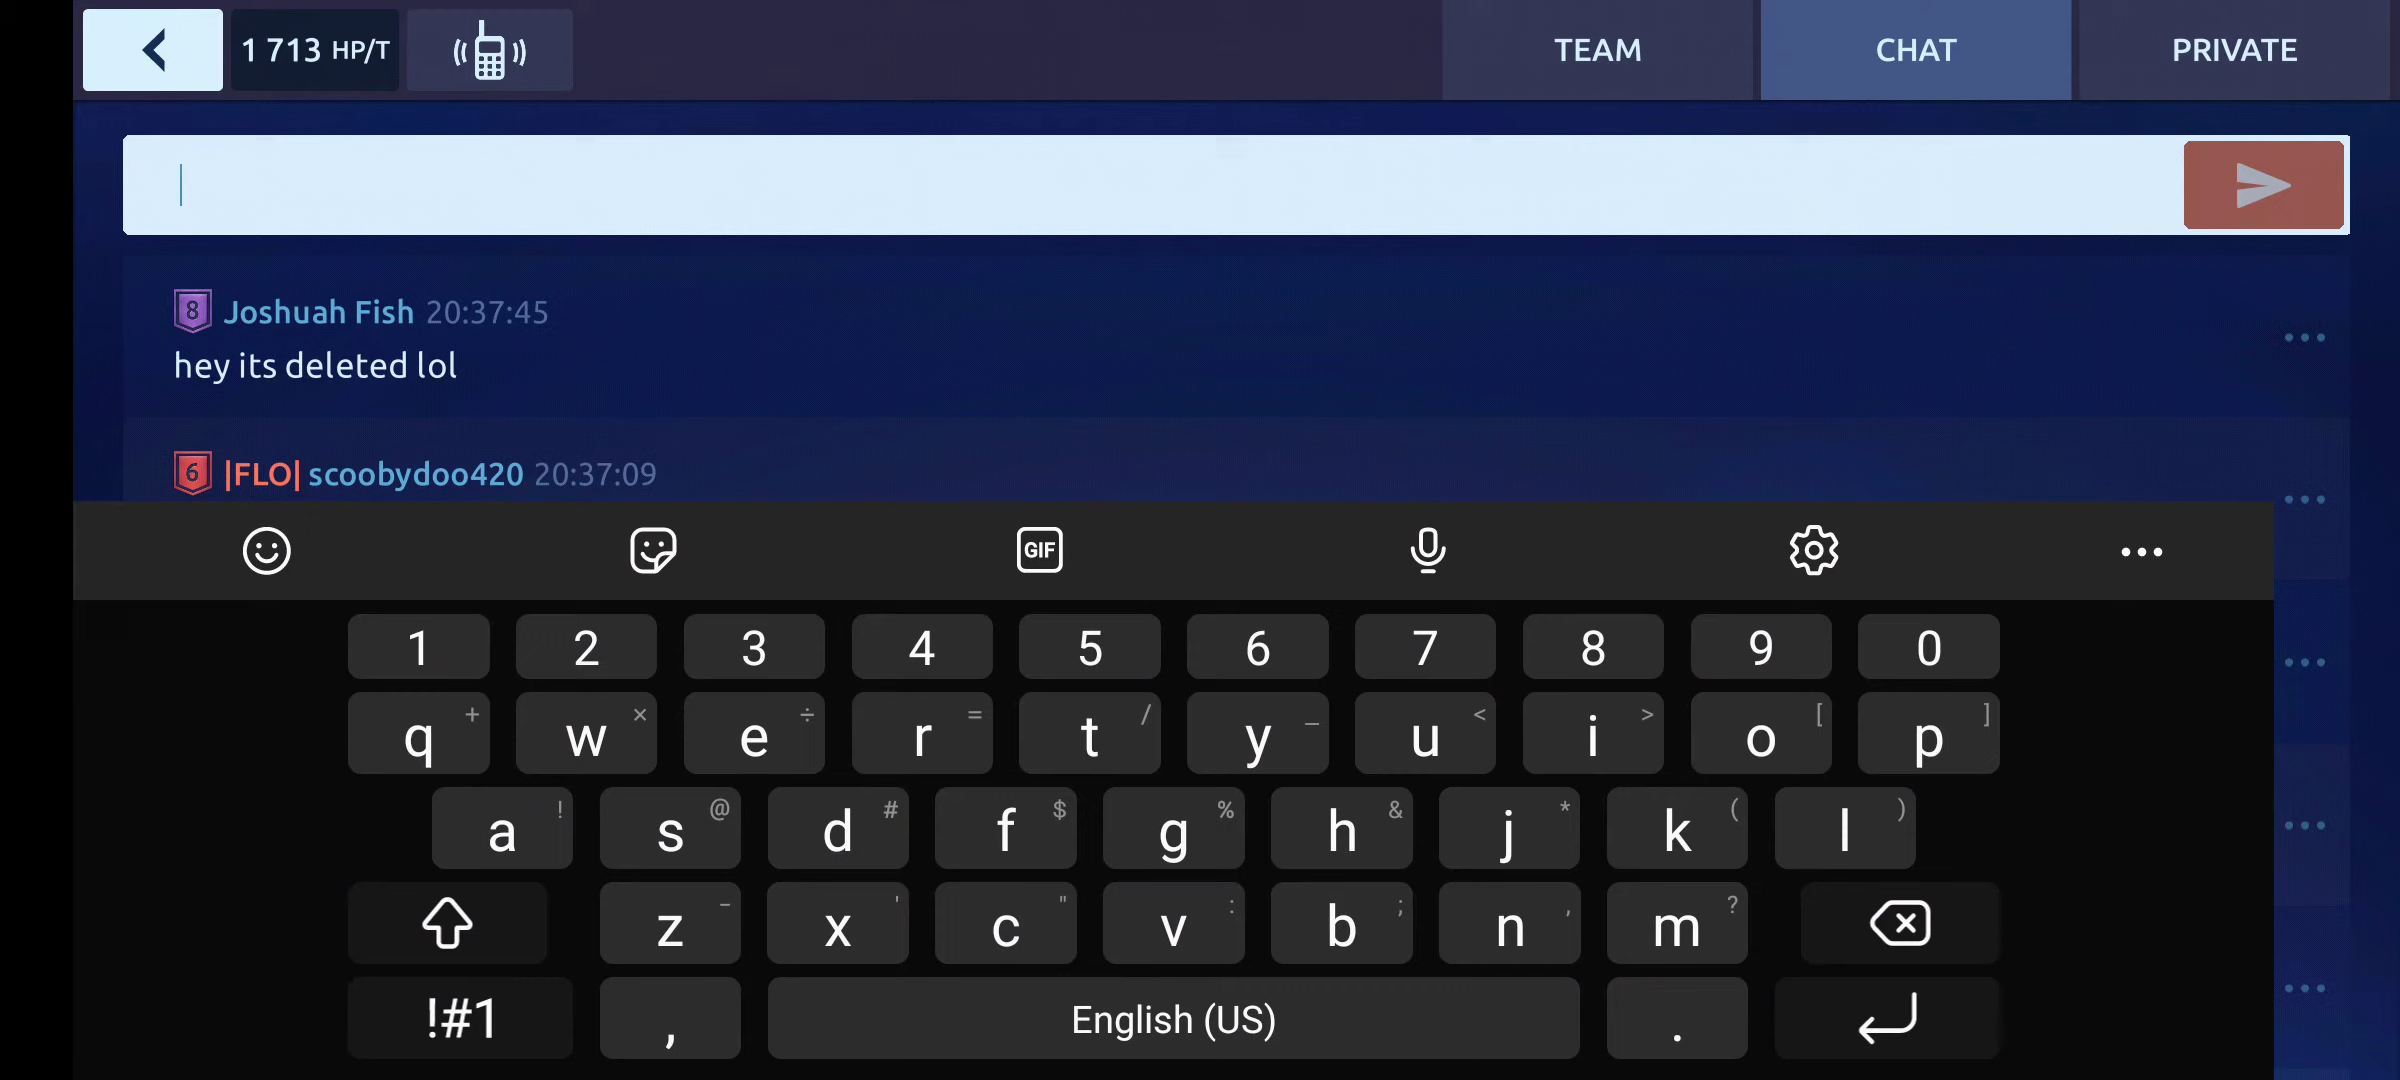 1 713 HP/T
TEAM CHAT PRIVATE
8 Joshuah Fish 20:37:45
hey its deleted lol
6 |FLO| scoobydoo420 20:37:09
GIF
1 2 3 4 5 6 7 8 9 0
q + w × e ÷ r = t / y _ u < i > o [ p ]
a ! s @ d # f $ g % h & j * k ( l )
z - x ' c " v : b ; n , m ?
!#1 , English (US) .